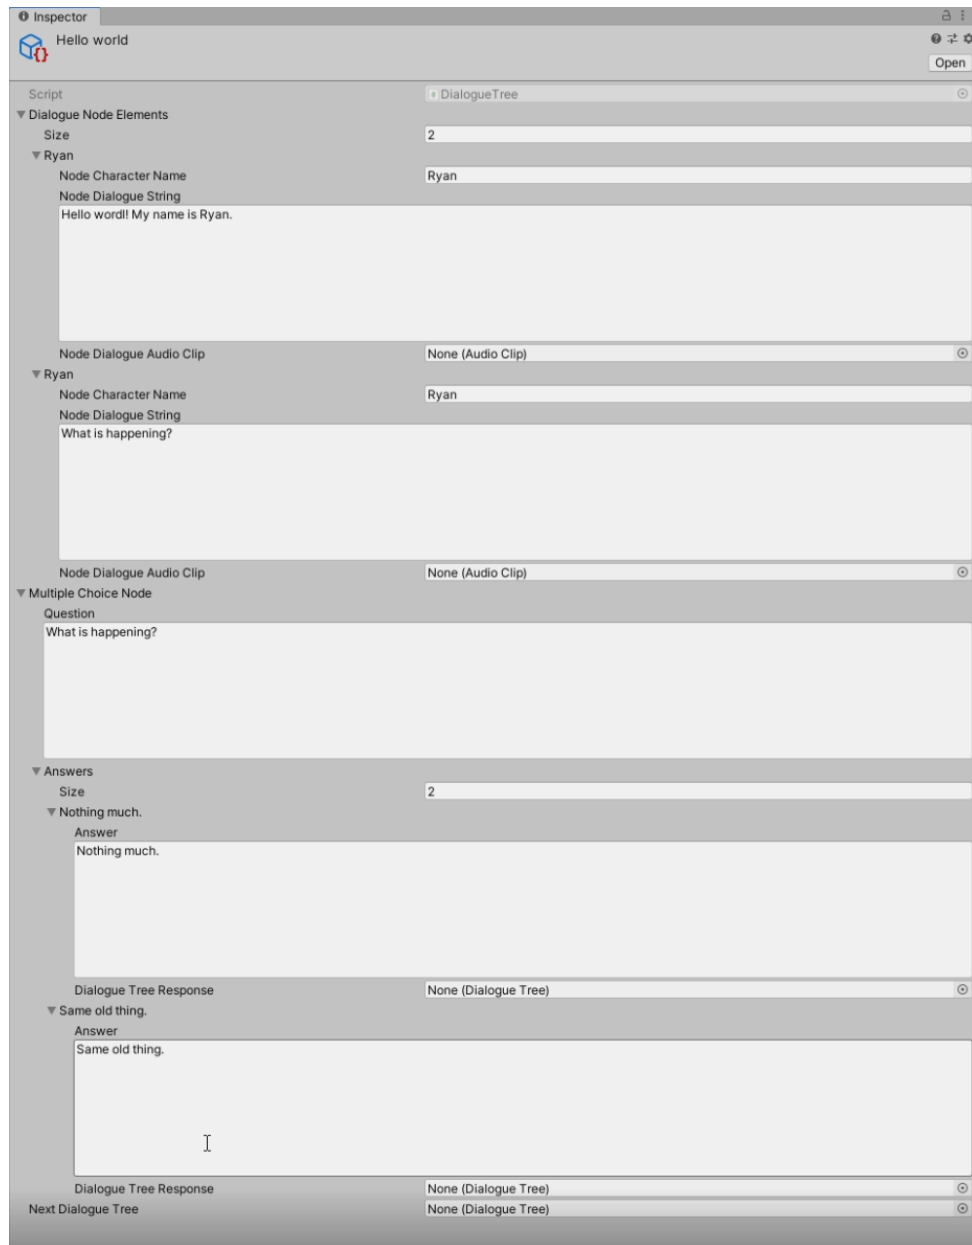 Inspector
Hello world
Open
Script DialogueTree
Dialogue Node Elements
Size 2
Ryan
Node Character Name Ryan
Node Dialogue String
Hello wordl! My name is Ryan.
Node Dialogue Audio Clip None (Audio Clip)
Ryan
Node Character Name Ryan
Node Dialogue String
What is happening?
Node Dialogue Audio Clip None (Audio Clip)
Multiple Choice Node
Question
What is happening?
Answers
Size 2
Nothing much.
Answer
Nothing much.
Dialogue Tree Response None (Dialogue Tree)
Same old thing.
Answer
Same old thing.
Dialogue Tree Response None (Dialogue Tree)
Next Dialogue Tree None (Dialogue Tree)